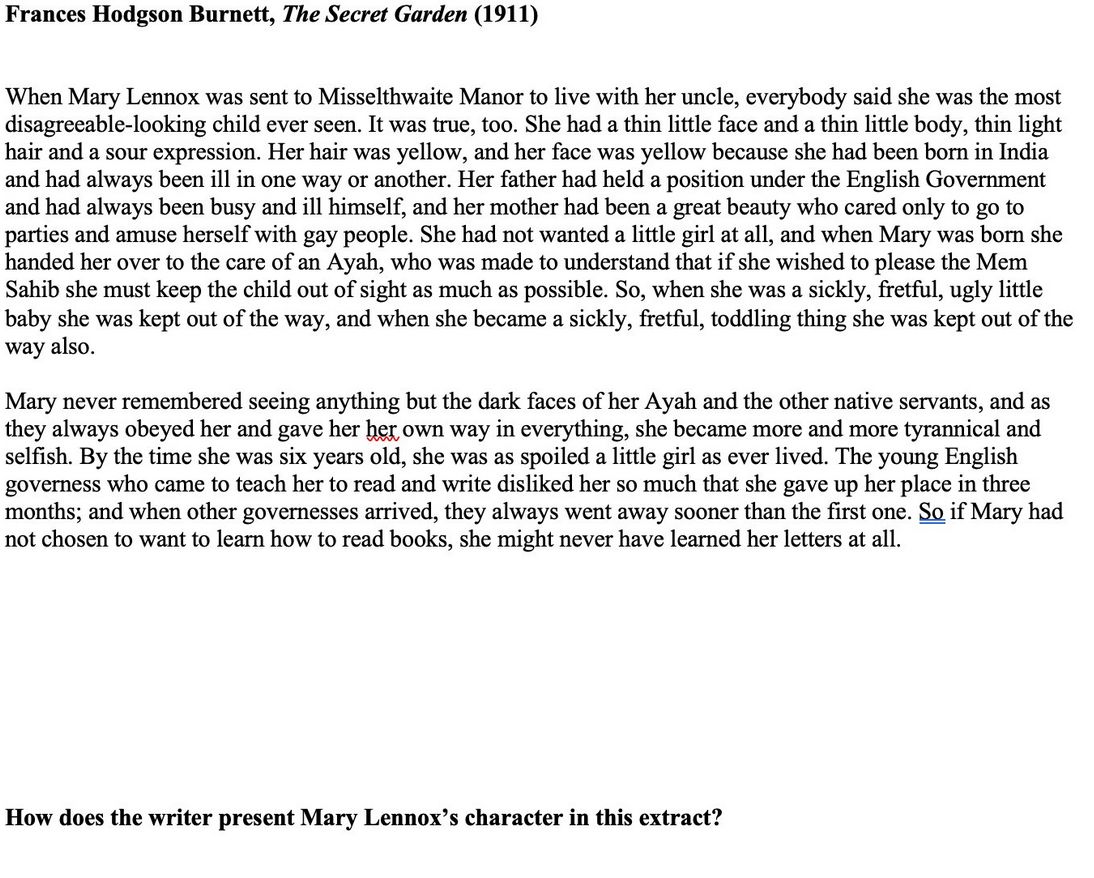 Frances Hodgson Burnett, The Secret Garden (1911)
When Mary Lennox was sent to Misselthwaite Manor to live with her uncle, everybody said she was the most
disagreeable-looking child ever seen. It was true, too. She had a thin little face and a thin little body, thin light
hair and a sour expression. Her hair was yellow, and her face was yellow because she had been born in India
and had always been ill in one way or another. Her father had held a position under the English Government
and had always been busy and ill himself, and her mother had been a great beauty who cared only to go to
parties and amuse herself with gay people. She had not wanted a little girl at all, and when Mary was born she
handed her over to the care of an Ayah, who was made to understand that if she wished to please the Mem
Sahib she must keep the child out of sight as much as possible. So, when she was a sickly, fretful, ugly little
baby she was kept out of the way, and when she became a sickly, fretful, toddling thing she was kept out of the
way also.
Mary never remembered seeing anything but the dark faces of her Ayah and the other native servants, and as
they always obeyed her and gave her her own way in everything, she became more and more tyrannical and
selfish. By the time she was six years old, she was as spoiled a little girl as ever lived. The young English
governess who came to teach her to read and write disliked her so much that she gave up her place in three
months; and when other governesses arrived, they always went away sooner than the first one. So if Mary had
not chosen to want to learn how to read books, she might never have learned her letters at all.
How does the writer present Mary Lennox’s character in this extract?